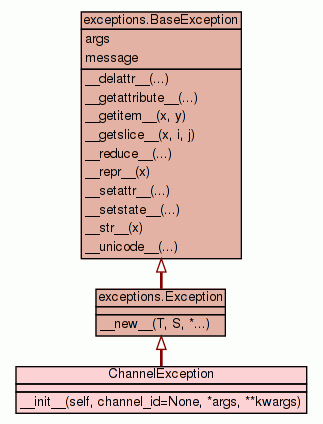 exceptions.BaseException
args
message
__delattr__(...)
__getattribute__(...)
__getitem__(x, y)
__getslice__(x, i, j)
__reduce__(...)
__repr__(x)
__setattr__(...)
__setstate__(...)
__str__(x)
__unicode__(...)
exceptions.Exception
__new__(T, S, *...)
ChannelException
__init__(self, channel_id=None, *args, **kwargs)